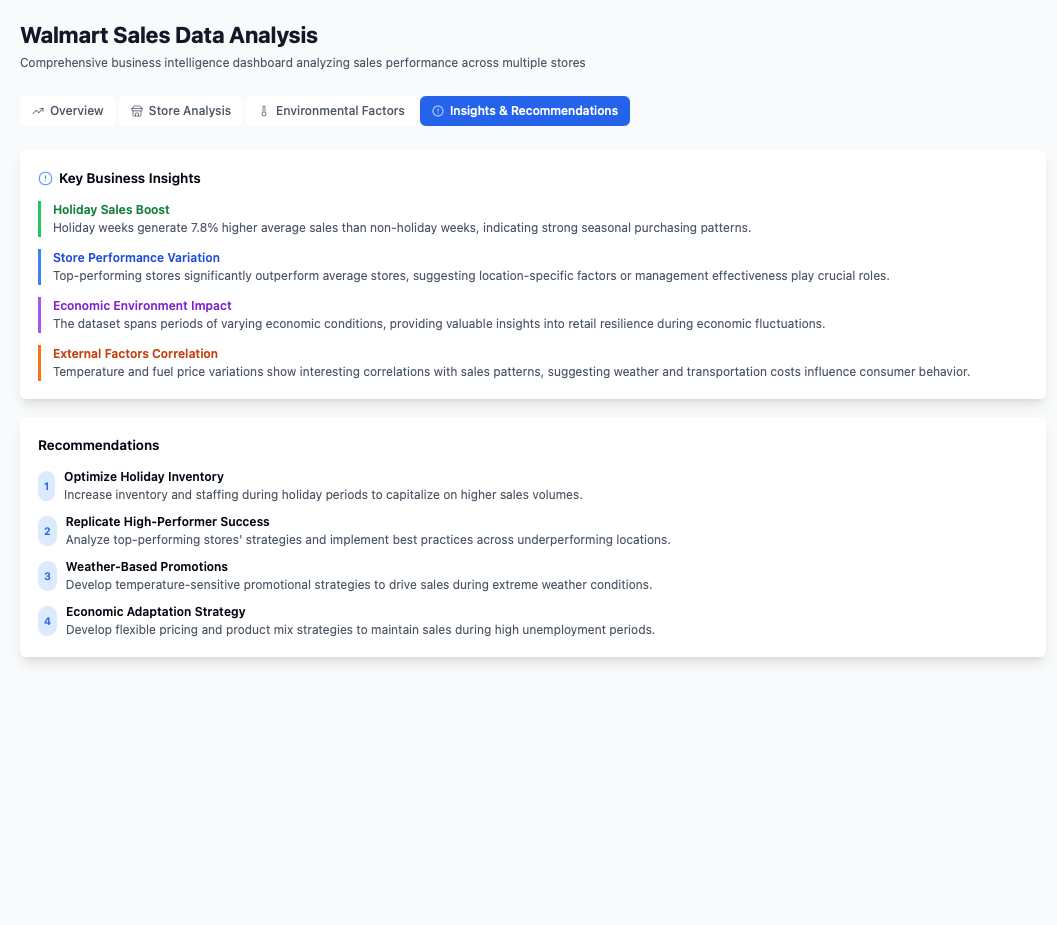 Walmart Sales Data Analysis
Comprehensive business intelligence dashboard analyzing sales performance across multiple stores
Overview
Store Analysis
Environmental Factors
Insights & Recommendations
Key Business Insights
Holiday Sales Boost
Holiday weeks generate 7.8% higher average sales than non-holiday weeks, indicating strong seasonal purchasing patterns.
Store Performance Variation
Top-performing stores significantly outperform average stores, suggesting location-specific factors or management effectiveness play crucial roles.
Economic Environment Impact
The dataset spans periods of varying economic conditions, providing valuable insights into retail resilience during economic fluctuations.
External Factors Correlation
Temperature and fuel price variations show interesting correlations with sales patterns, suggesting weather and transportation costs influence consumer behavior.
Recommendations
1
Optimize Holiday Inventory
Increase inventory and staffing during holiday periods to capitalize on higher sales volumes.
2
Replicate High-Performer Success
Analyze top-performing stores' strategies and implement best practices across underperforming locations.
3
Weather-Based Promotions
Develop temperature-sensitive promotional strategies to drive sales during extreme weather conditions.
4
Economic Adaptation Strategy
Develop flexible pricing and product mix strategies to maintain sales during high unemployment periods.